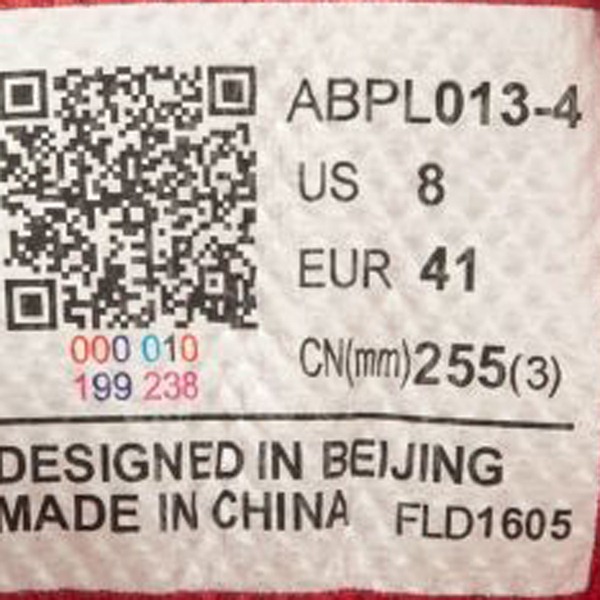 ABPL013-4
US 8
EUR 41
CN(mm)255(3)
000 010
199 238
DESIGNED IN BEIJING
MADE IN CHINA FLD1605